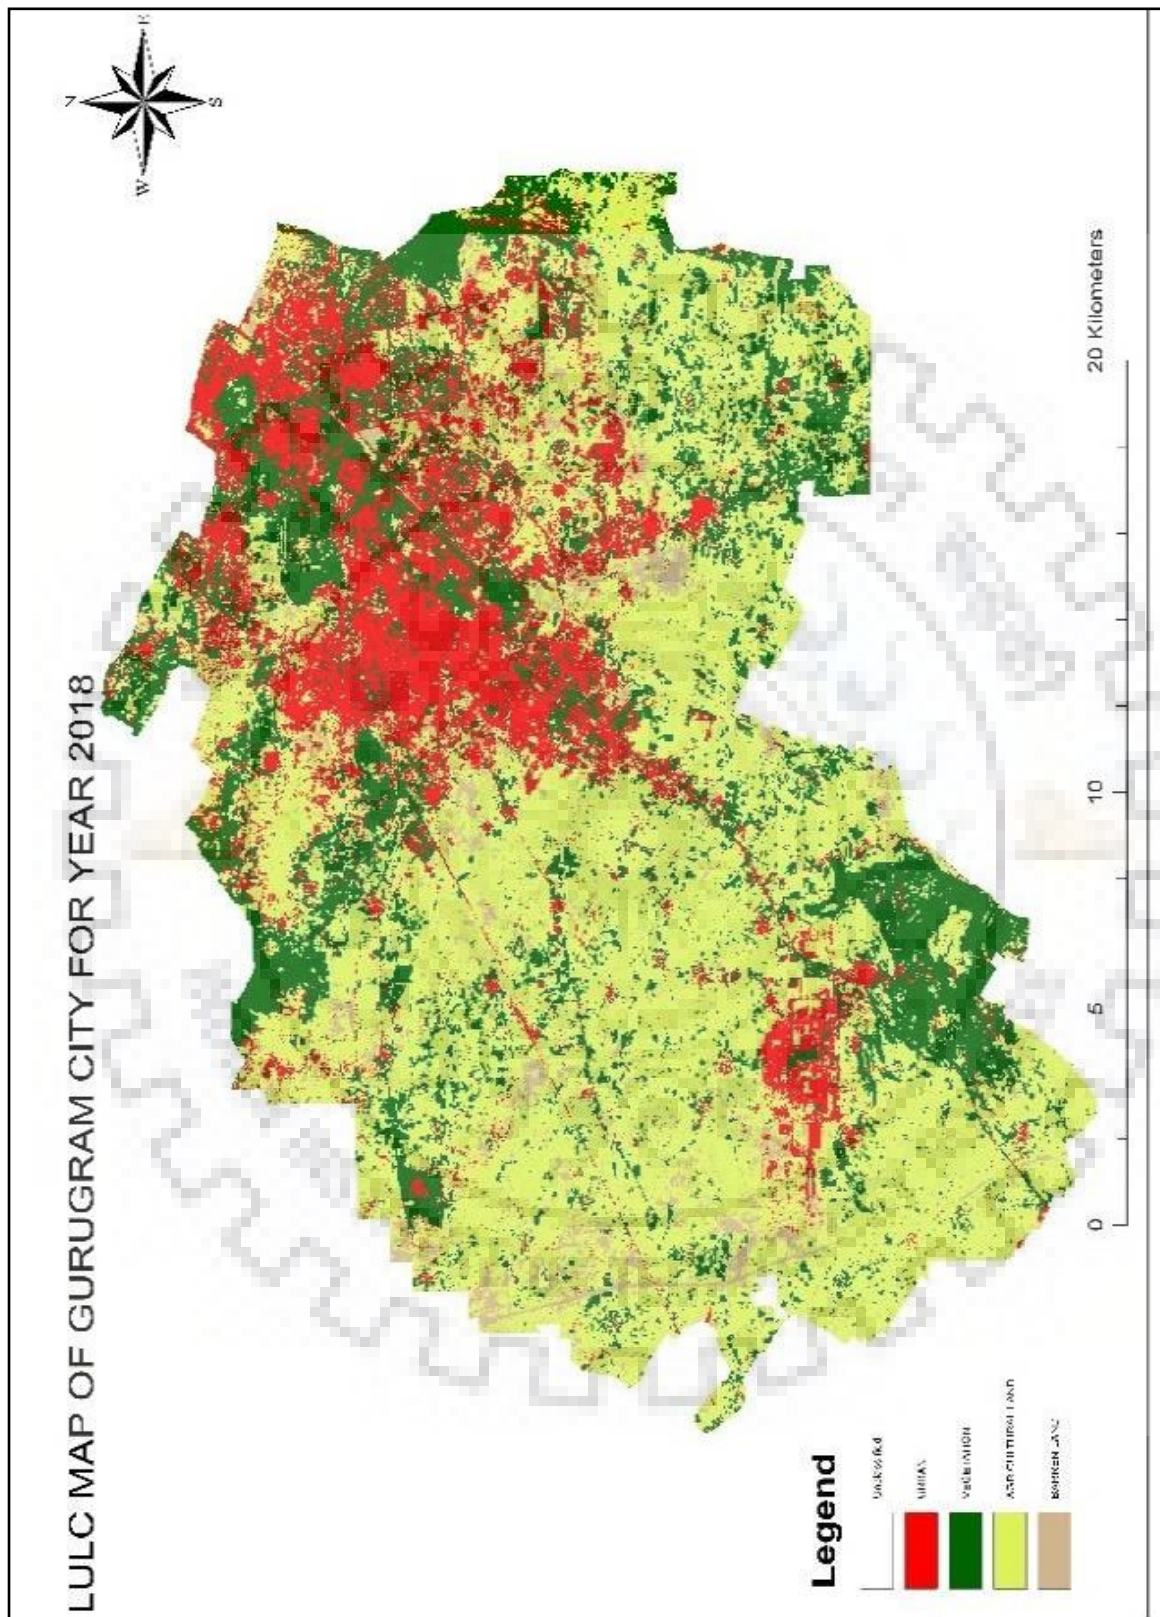 LULC MAP OF GURUGRAM CITY FOR YEAR 2018
N
E
S
W
Legend
Unclassified
URBAN
VEGETATION
AGRICULTURAL LAND
BARREN LAND
0 5 10 20 Kilometers